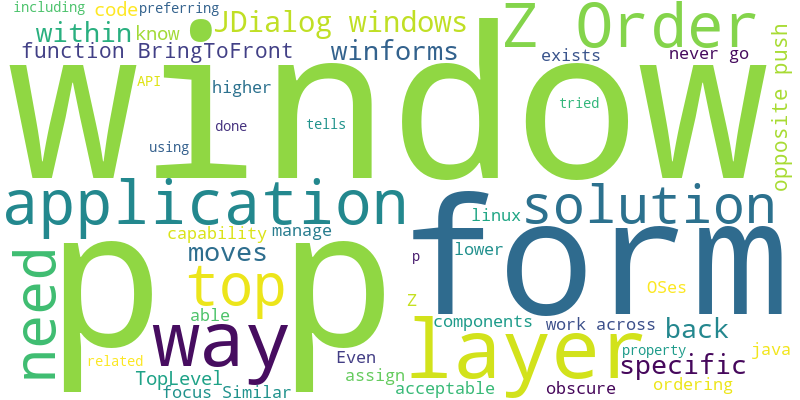 including code preferring
within know JDialog windows Z Order
function BringToFront winforms exists never go
window
API higher tried
done tells
using
opposite push
application solution
linux
capability manage
p p form
moves lower
p
need top OSes
Z
able
way layer
components work across back
Even property java
related specific
TopLevel assign ordering
focus Similar acceptable obscure